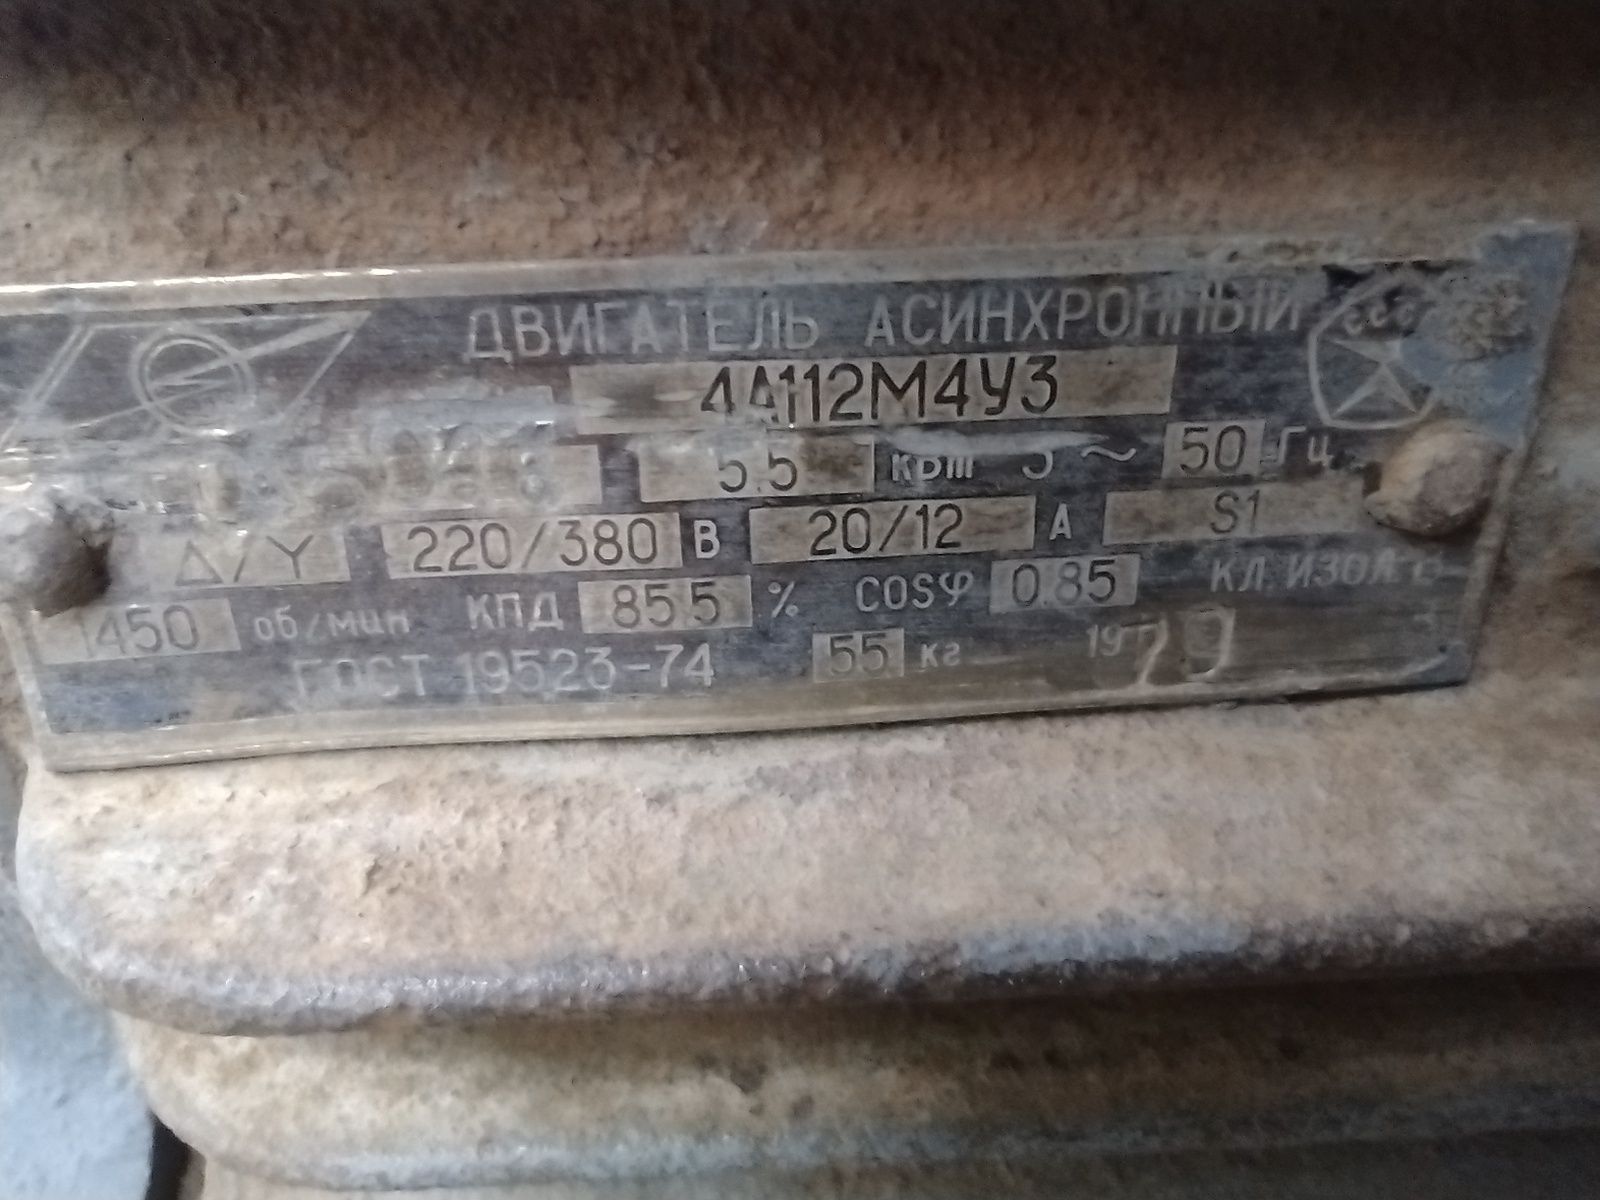 ДВИГАТЕЛЬ АСИНХРОННЫЙ
4А112М4У3
5.5 кВт 3 ~ 50 Гц
Δ/Y 220/380 В 20/12 А S1
1450 об/мин КПД 85.5 % COSφ 0.85 КЛ. ИЗОЛ В
ГОСТ 19523-74 55 кг 1979